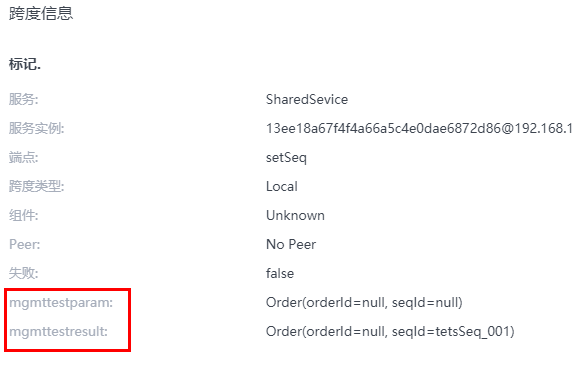 跨度信息
标记.
服务: SharedSevice
服务实例: 13ee18a67f4f4a66a5c4e0dae6872d86@192.168.1
端点: setSeq
跨度类型: Local
组件: Unknown
Peer: No Peer
失败: false
mgmttestparam: Order(orderId=null, seqId=null)
mgmttestresult: Order(orderId=null, seqId=tetsSeq_001)